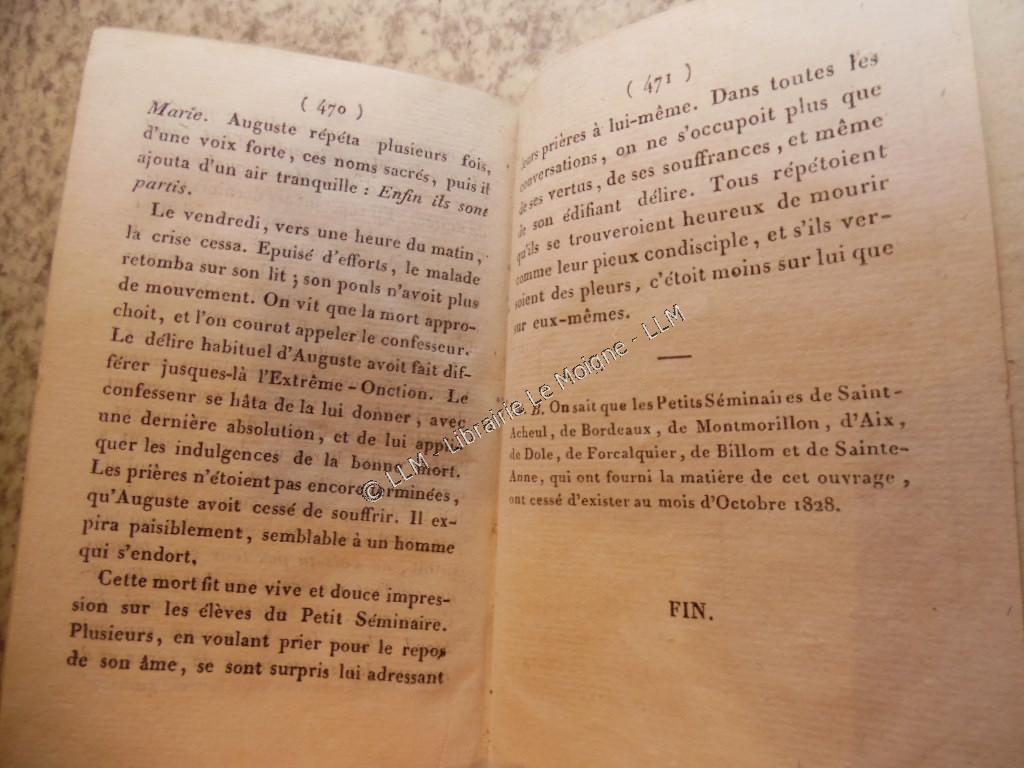 ( 470 )
Marie. Auguste répéta plusieurs fois,
d'une voix forte, ces noms sacrés, puis il
ajouta d'un air tranquille : Enfin ils sont
partis.
Le vendredi, vers une heure du matin,
la crise cessa. Epuisé d'efforts, le malade
retomba sur son lit ; son pouls n'avoit plus
de mouvement. On vit que la mort appro-
choit, et l'on courut appeler le confesseur.
Le délire habituel d'Auguste avoit fait dif-
férer jusques-là l'Extrême-Onction. Le
confesseur se hâta de la lui donner, avec
une dernière absolution, et de lui appli-
quer les indulgences de la bonne mort.
Les prières n'étoient pas encore terminées,
qu'Auguste avoit cessé de souffrir. Il ex-
pira paisiblement, semblable à un homme
qui s'endort.
Cette mort fit une vive et douce impres-
sion sur les élèves du Petit Séminaire.
Plusieurs, en voulant prier pour le repos
de son âme, se sont surpris lui adressant
( 471 )
leurs prières à lui-même. Dans toutes les
conversations, on ne s'occupoit plus que
de ses vertus, de ses souffrances, et même
de son édifiant délire. Tous répétoient
qu'ils se trouveroient heureux de mourir
comme leur pieux condisciple, et s'ils ver-
soient des pleurs, c'étoit moins sur lui que
sur eux-mêmes.
B. On sait que les Petits Séminaires de Saint-
Acheul, de Bordeaux, de Montmorillon, d'Aix,
de Dole, de Forcalquier, de Billom et de Sainte-
Anne, qui ont fourni la matière de cet ouvrage,
ont cessé d'exister au mois d'Octobre 1828.
FIN.
© LLM - Librairie Le Moigne - LLM